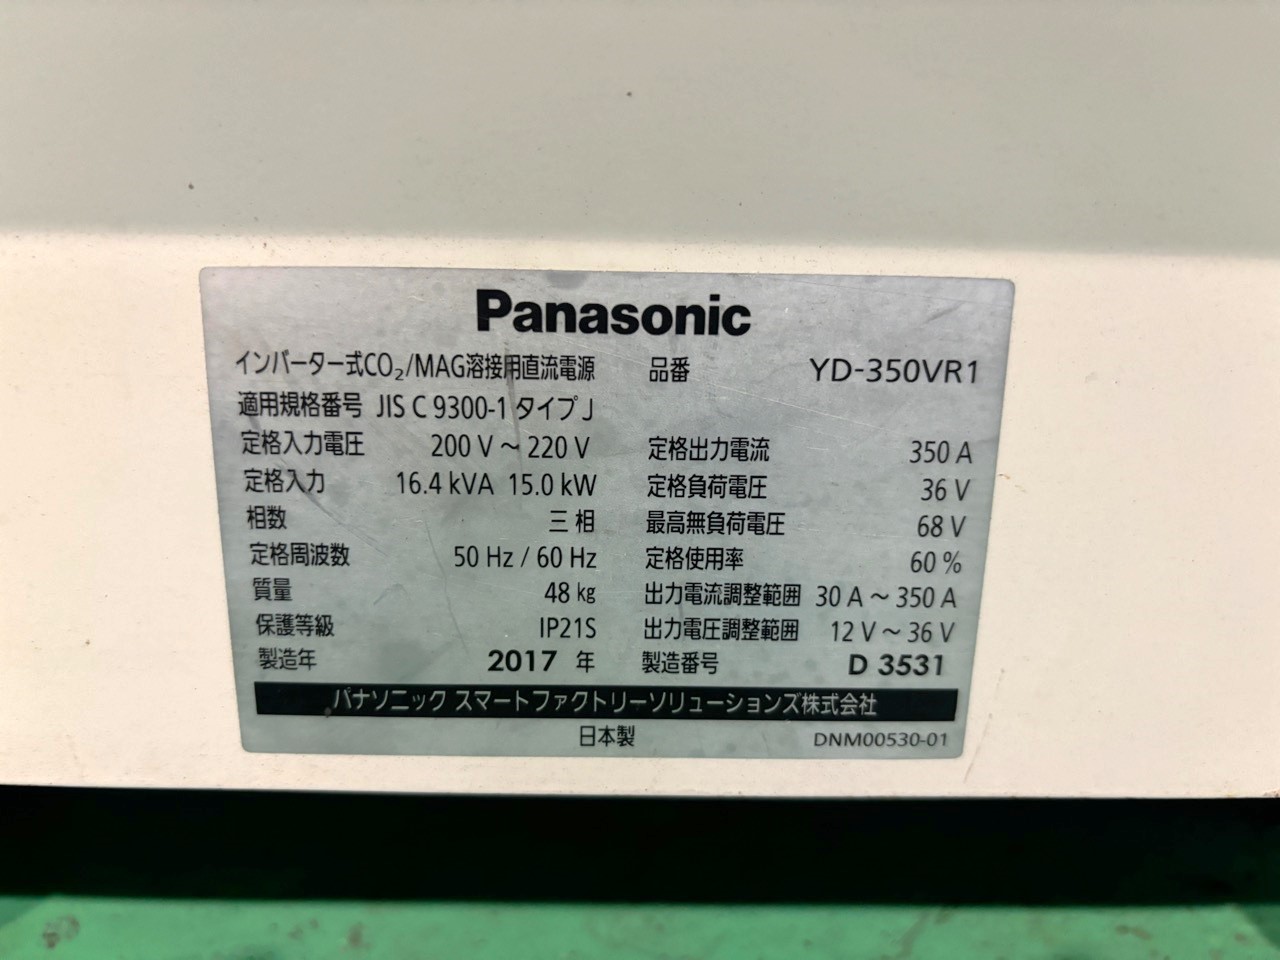 Panasonic
インバーター式CO₂/MAG溶接用直流電源 品番 YD-350VR1
適用規格番号 JIS C 9300-1 タイプJ
定格入力電圧 200 V ~ 220 V 定格出力電流 350 A
定格入力 16.4 kVA 15.0 kW 定格負荷電圧 36 V
相数 三相 最高無負荷電圧 68 V
定格周波数 50 Hz / 60 Hz 定格使用率 60 %
質量 48 kg 出力電流調整範囲 30 A ~ 350 A
保護等級 IP21S 出力電圧調整範囲 12 V ~ 36 V
製造年 2017 年 製造番号 D 3531
パナソニック スマートファクトリーソリューションズ株式会社
日本製 DNM00530-01